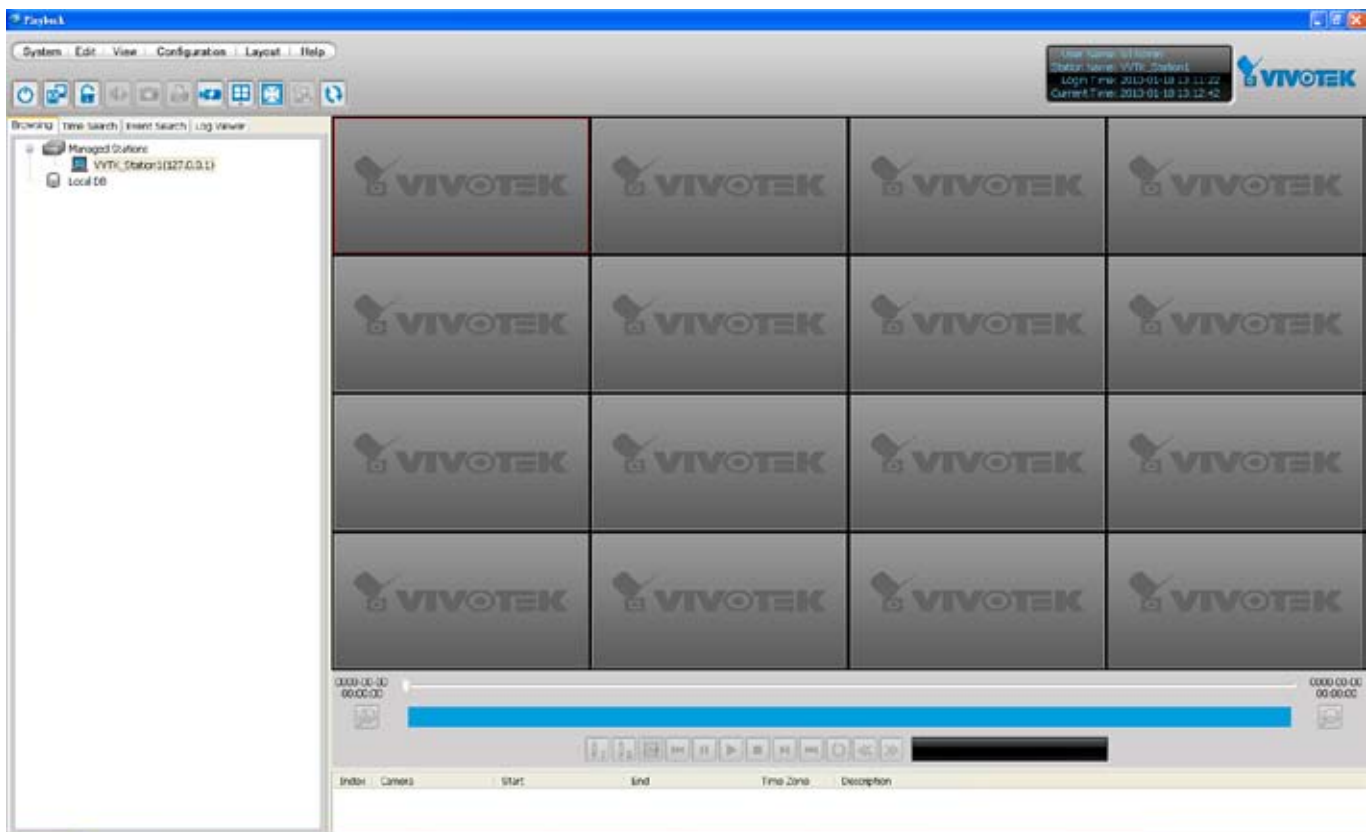 Playback
System Edit View Configuration Layout Help
User Name: VTAdmin
Station Name: VVTK_Station1
Login Time: 2013-01-18 13:11:22
Current Time: 2013-01-18 13:12:42
VIVOTEK
Browsing Time Search Event Search Log Viewer
Managed Stations
VVTK_Station1(127.0.0.1)
Local DB
VIVOTEK VIVOTEK VIVOTEK VIVOTEK
VIVOTEK VIVOTEK VIVOTEK VIVOTEK
VIVOTEK VIVOTEK VIVOTEK VIVOTEK
VIVOTEK VIVOTEK VIVOTEK VIVOTEK
0000-00-00 0000-00-00
00:00:00 00:00:00
Index Camera Start End Time Zone Description